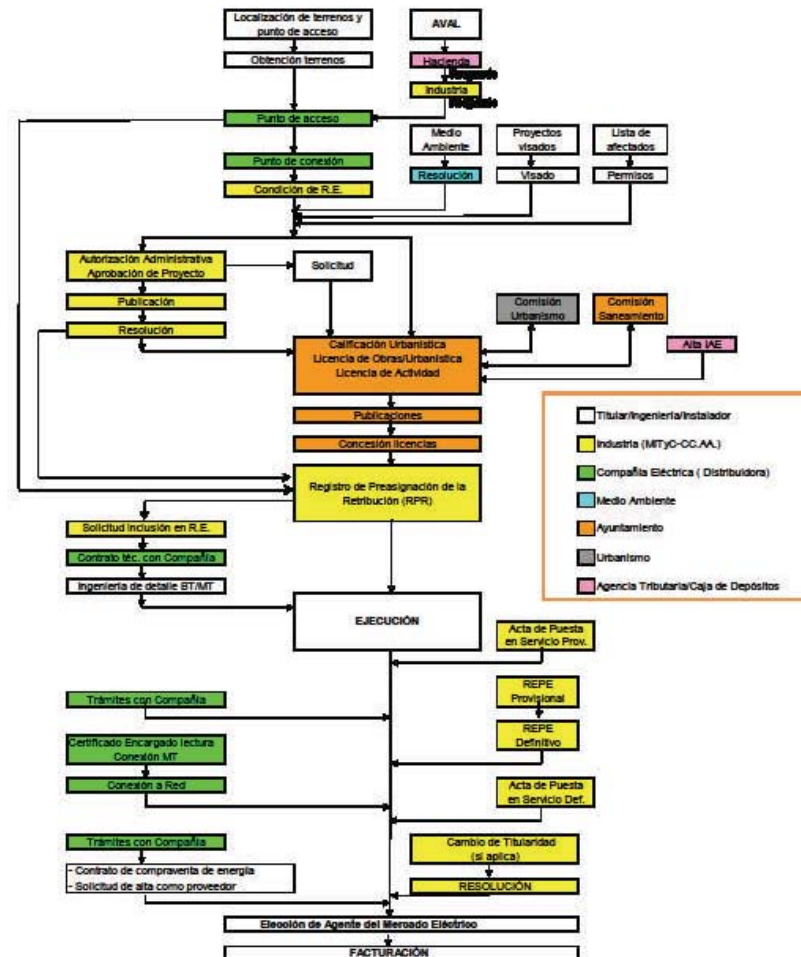 Localización de terrenos y
punto de acceso
AVAL
Obtención terrenos
Hacienda
Resguardo
Industria
Resguardo
Punto de acceso
Medio
Ambiente
Proyectos
visados
Lista de
afectados
Punto de conexión
Resolución
Visado
Permisos
Condición de R.E.
Autorización Administrativa
Aprobación de Proyecto
Solicitud
Publicación
Resolución
Comisión
Urbanismo
Comisión
Saneamiento
Calificación Urbanística
Licencia de Obras/Urbanística
Licencia de Actividad
Alta IAE
Publicaciones
Concesión licencias
Registro de Preasignación de la
Retribución (RPR)
Titular/Ingeniería/Instalador
Industria (MITyC-CC.AA.)
Compañía Eléctrica ( Distribuidora)
Medio Ambiente
Ayuntamiento
Urbanismo
Agencia Tributaria/Caja de Depósitos
Solicitud inclusión en R.E.
Contrato téc. con Compañía
Ingeniería de detalle BT/MT
EJECUCIÓN
Acta de Puesta
en Servicio Prov.
REPE
Provisional
Trámites con Compañía
REPE
Definitivo
Certificado Encargado lectura
Conexión MT
Conexión a Red
Acta de Puesta
en Servicio Def.
Trámites con Compañía
Cambio de Titularidad
(si aplica)
- Contrato de compraventa de energía
- Solicitud de alta como proveedor
RESOLUCIÓN
Elección de Agente del Mercado Eléctrico
FACTURACIÓN